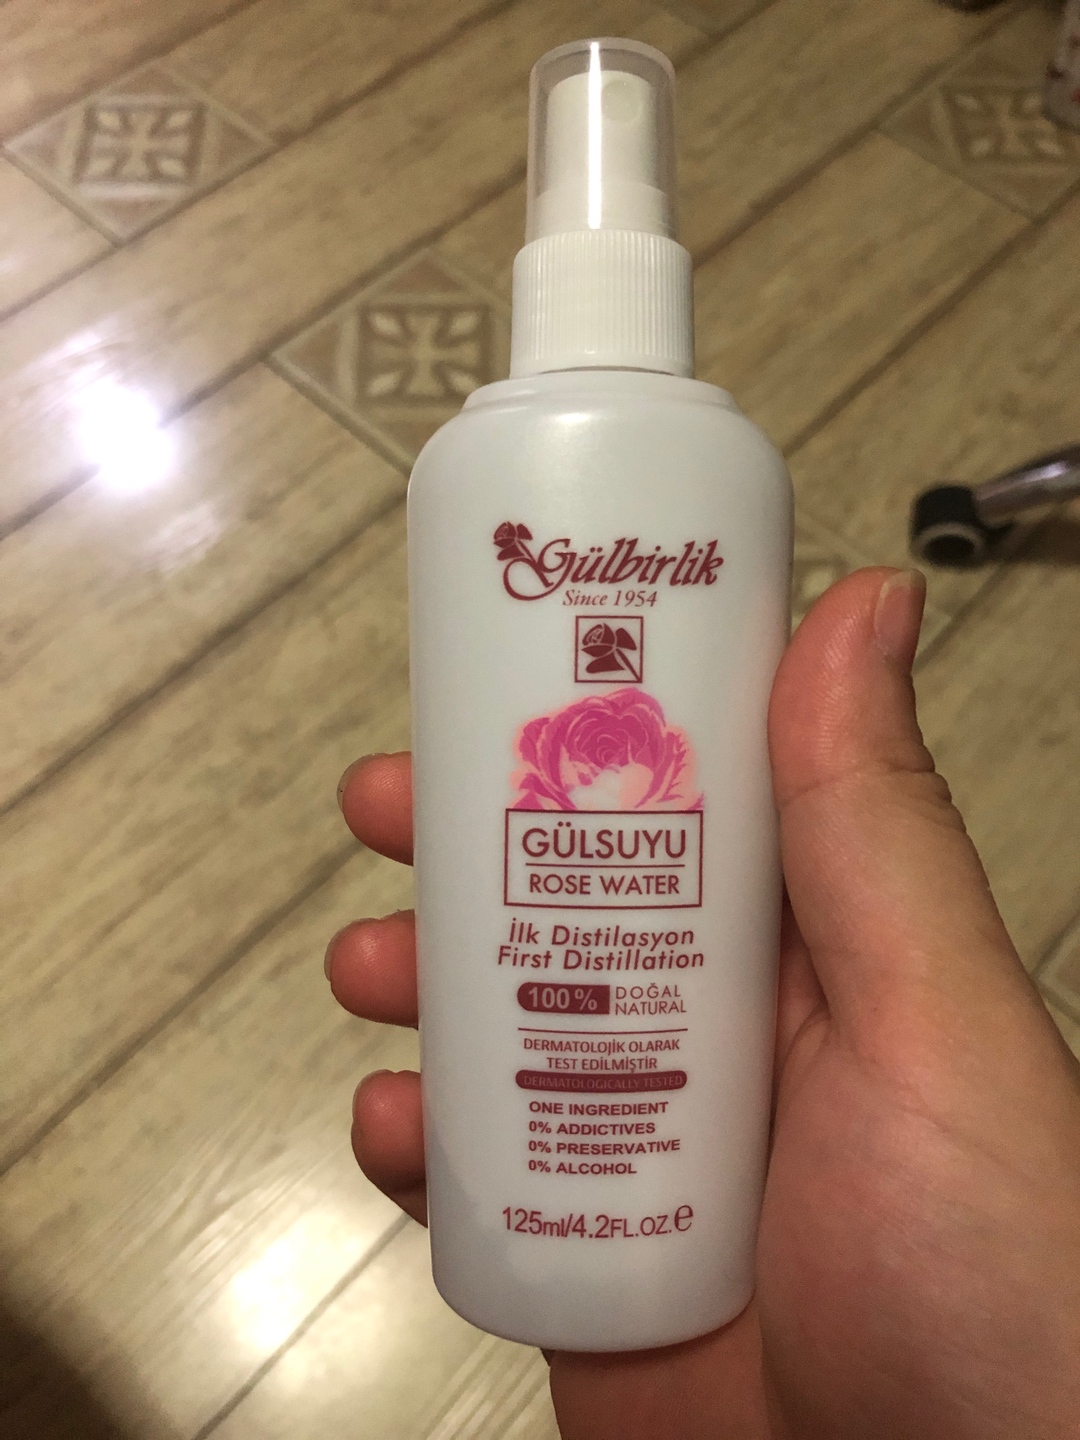 Gülbirlik
Since 1954
GÜLSUYU
ROSE WATER
İlk Distilasyon
First Distillation
100% DOĞAL
NATURAL
DERMATOLOJİK OLARAK
TEST EDİLMİŞTİR
DERMATOLOGICALLY TESTED
ONE INGREDIENT
0% ADDICTIVES
0% PRESERVATIVE
0% ALCOHOL
125ml/4.2FL.OZ.e